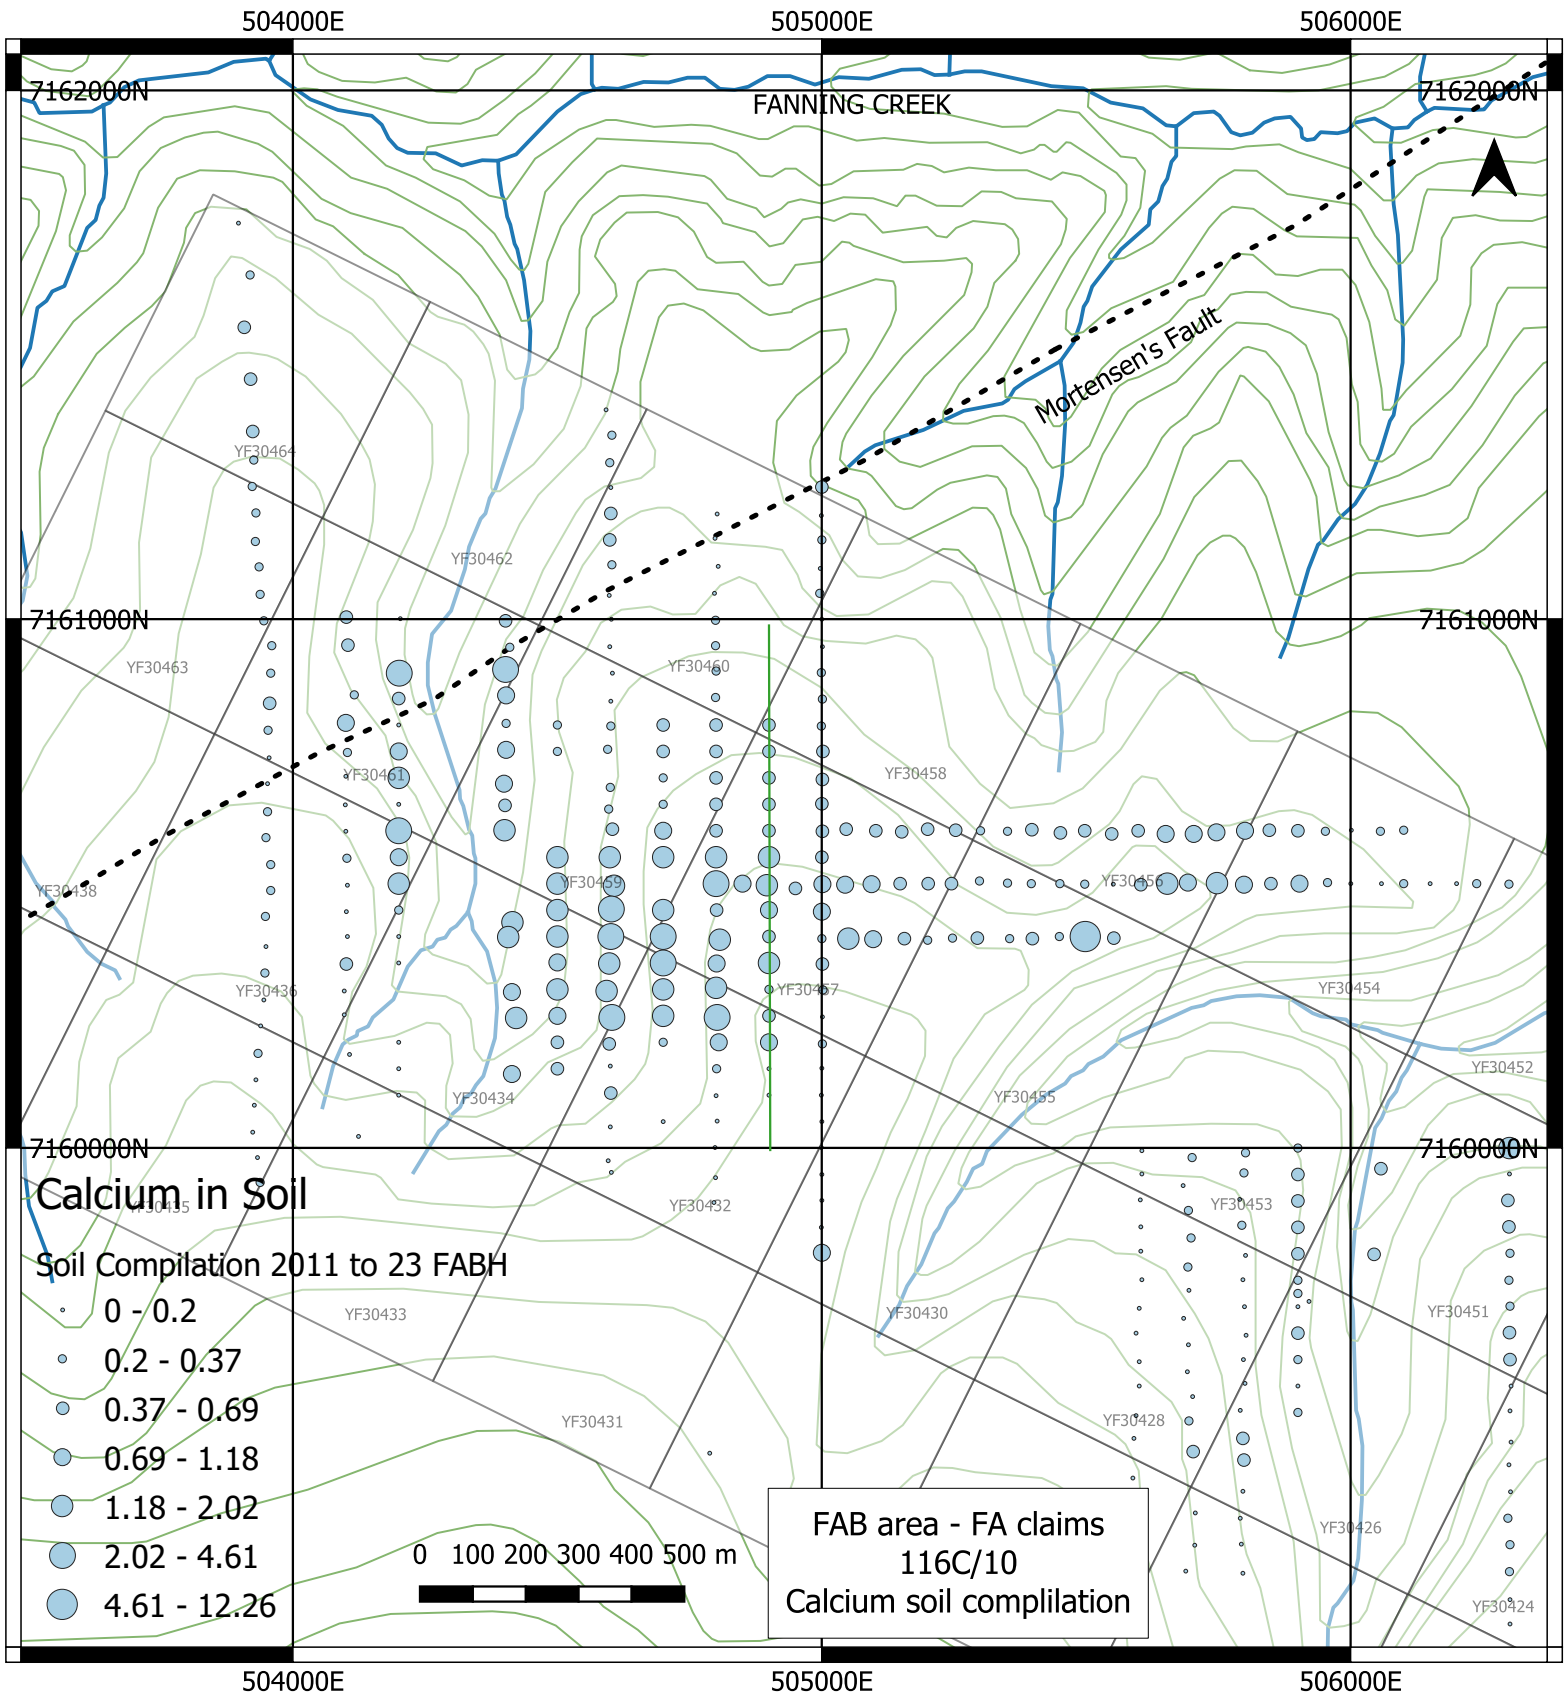 504000E 505000E 506000E
7162000N 7162000N
FANNING CREEK
Mortensen's Fault
YF30464
YF30462
7161000N 7161000N
YF30463 YF30460
YF30461 YF30458
YF30438 YF30459 YF30456
YF30436 YF30457 YF30454
YF30452
YF30434 YF30455
7160000N 7160000N
Calcium in Soil
YF30435 YF30432 YF30453
Soil Compilation 2011 to 23 FABH
0 - 0.2
YF30433 YF30430 YF30451
0.2 - 0.37
0.37 - 0.69
YF30431 YF30428
0.69 - 1.18
1.18 - 2.02
YF30426
2.02 - 4.61
4.61 - 12.26
YF30424
0 100 200 300 400 500 m
FAB area - FA claims
116C/10
Calcium soil complilation
504000E 505000E 506000E